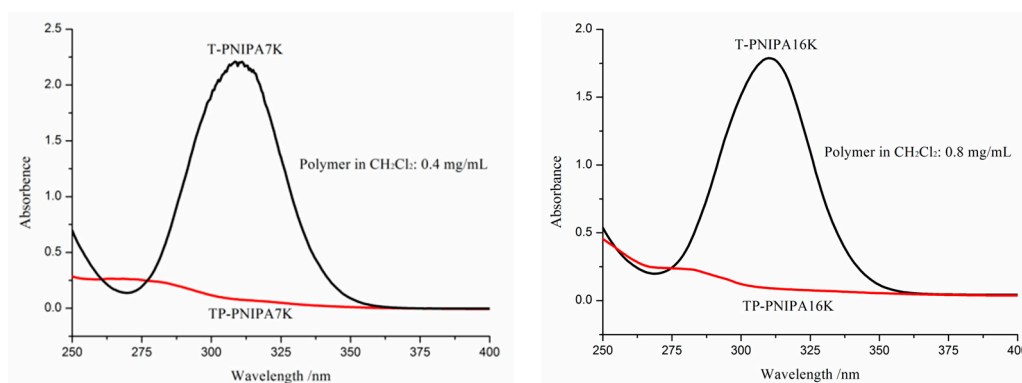 2.5
2.0
1.5
1.0
0.5
0.0
Absorbence
T-PNIPA7K
Polymer in CH2Cl2: 0.4 mg/mL
TP-PNIPA7K
250 275 300 325 350 375 400
Wavelength /nm
2.0
1.5
1.0
0.5
0.0
Absorbance
T-PNIPA16K
Polymer in CH2Cl2: 0.8 mg/mL
TP-PNIPA16K
250 275 300 325 350 375 400
Wavelength /nm